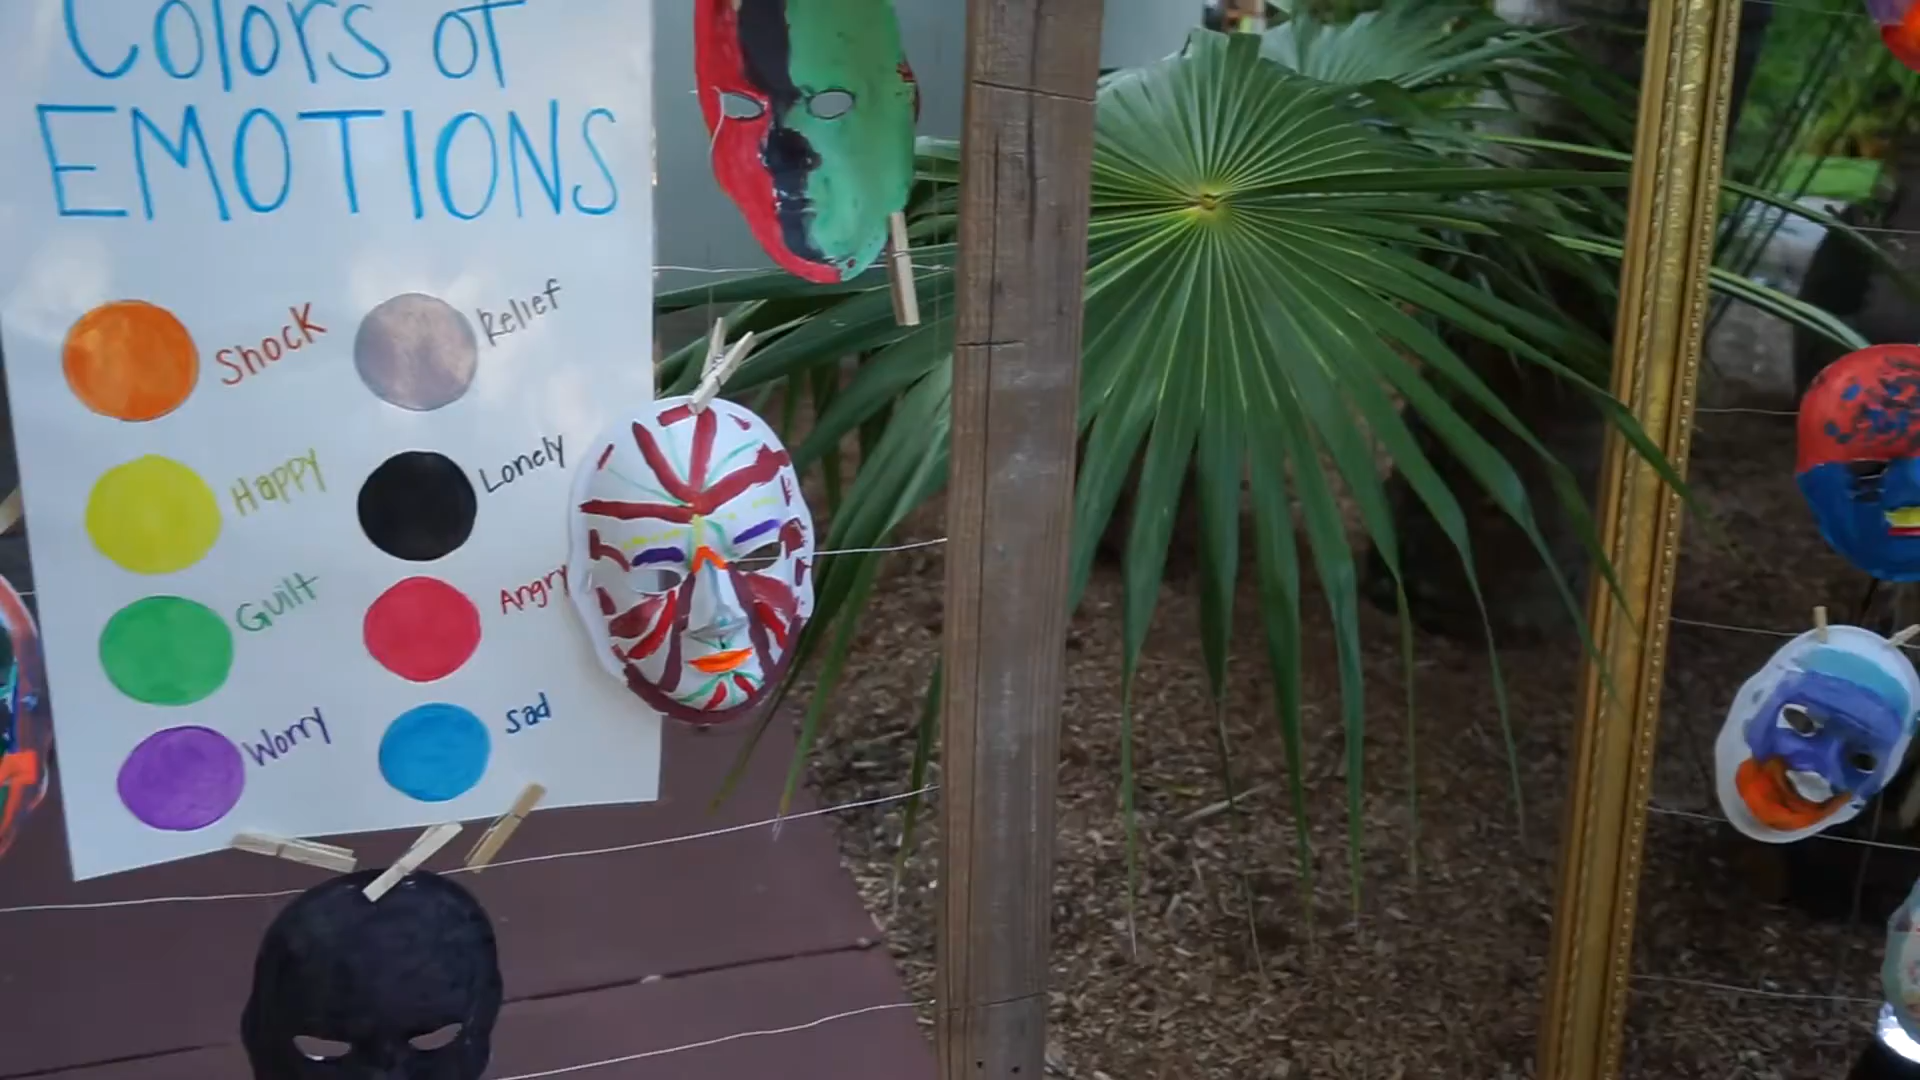 Colors of
EMOTIONS
Shock
Relief
Happy
Lonely
Guilt
Angry
Worry
sad